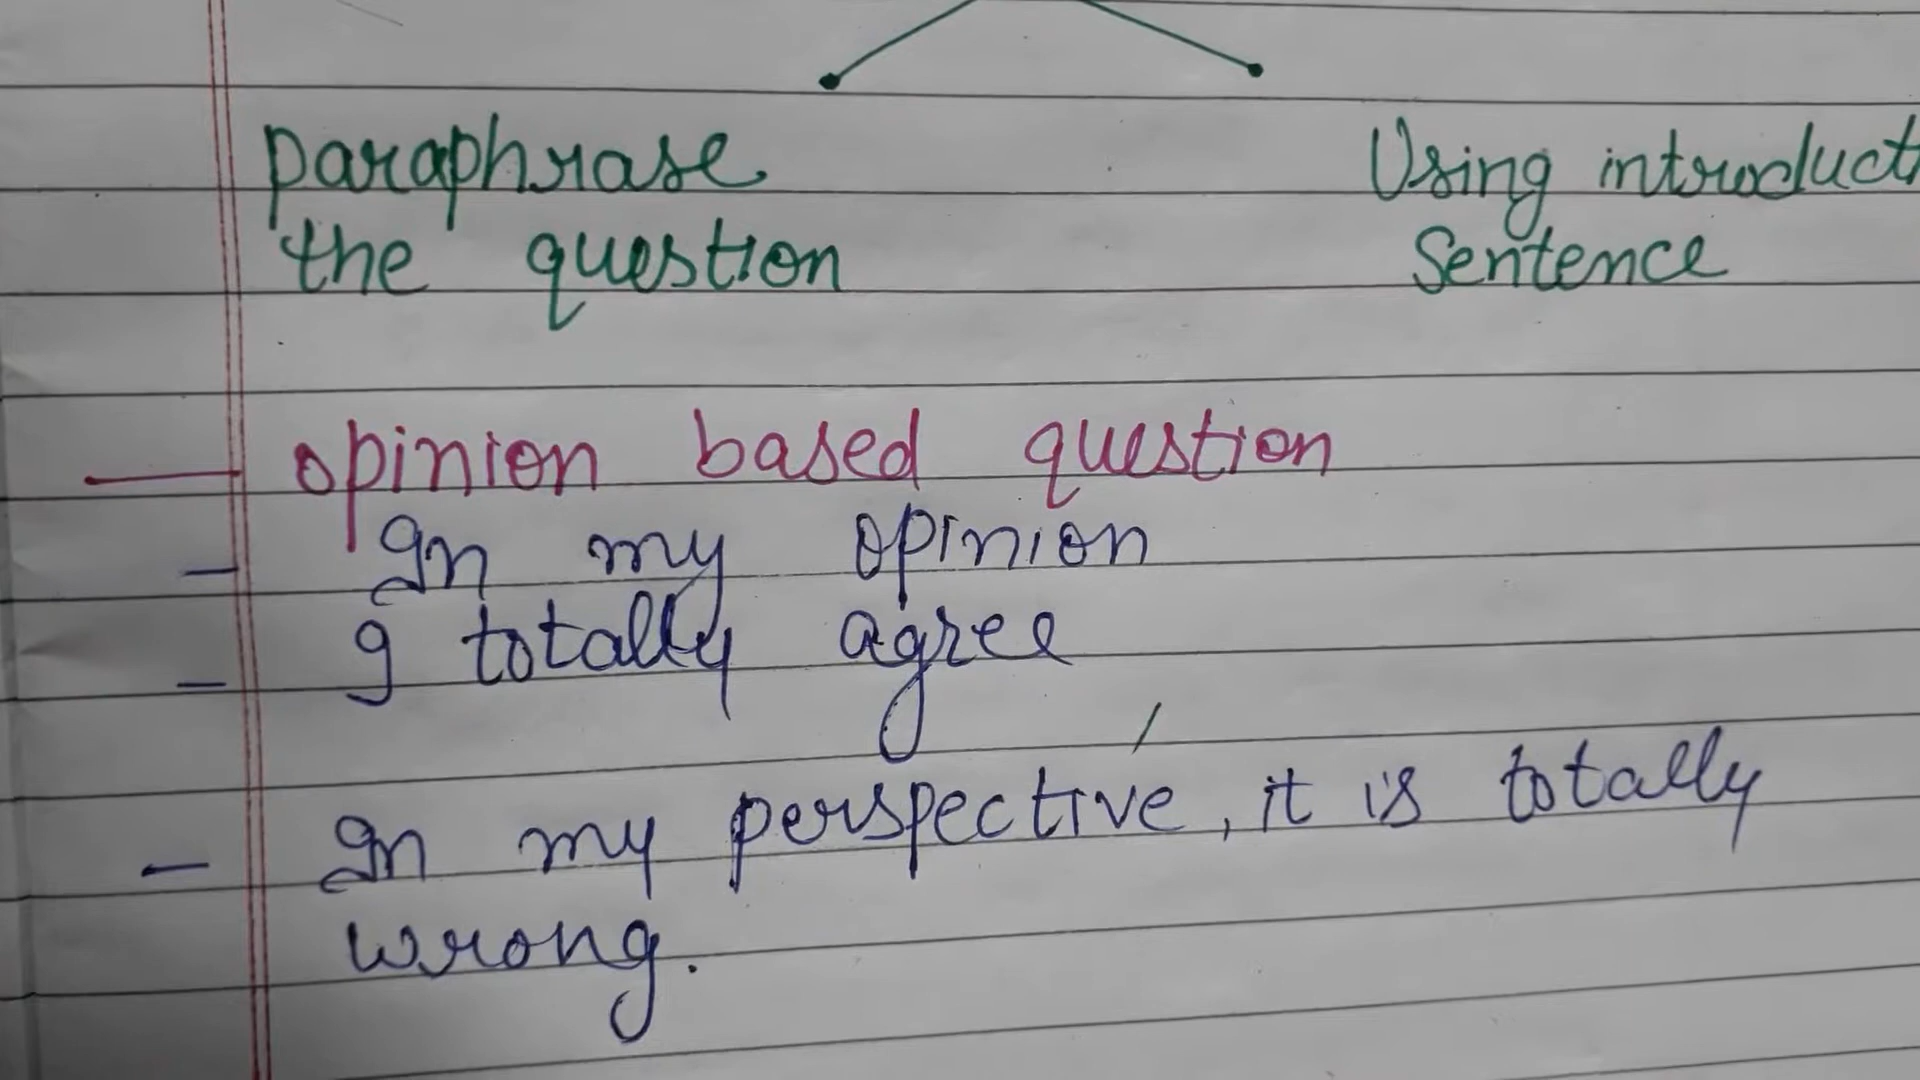 paraphrase
the question
Using introduct
Sentence
opinion based question
In my opinion
I totally agree
In my perspective, it is totally
wrong.